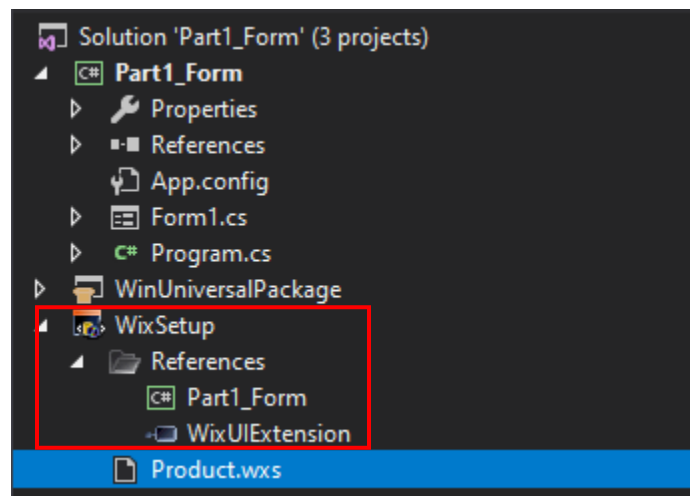 Solution 'Part1_Form' (3 projects)
C# Part1_Form
Properties
References
App.config
Form1.cs
C# Program.cs
WinUniversalPackage
WixSetup
References
C# Part1_Form
WixUIExtension
Product.wxs